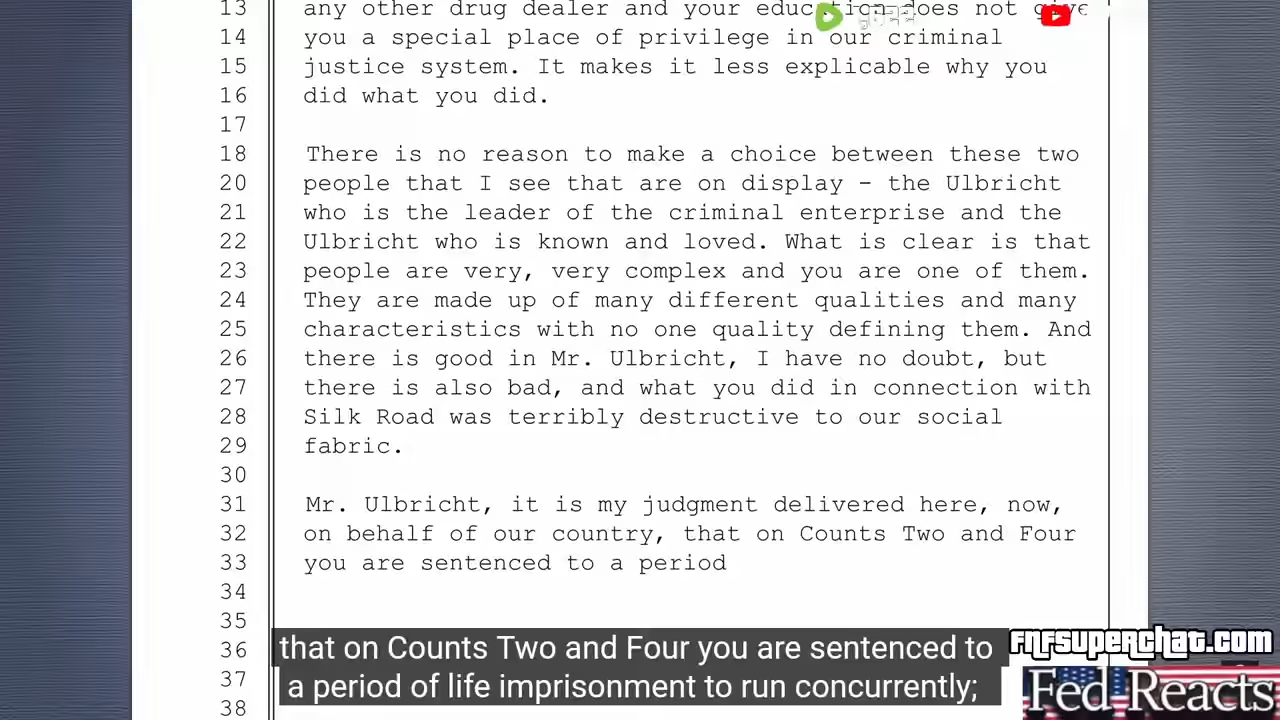 13 any other drug dealer and your education does not give
14 you a special place of privilege in our criminal
15 justice system. It makes it less explicable why you
16 did what you did.
17
18 There is no reason to make a choice between these two
20 people that I see that are on display - the Ulbricht
21 who is the leader of the criminal enterprise and the
22 Ulbricht who is known and loved. What is clear is that
23 people are very, very complex and you are one of them.
24 They are made up of many different qualities and many
25 characteristics with no one quality defining them. And
26 there is good in Mr. Ulbricht, I have no doubt, but
27 there is also bad, and what you did in connection with
28 Silk Road was terribly destructive to our social
29 fabric.
30
31 Mr. Ulbricht, it is my judgment delivered here, now,
32 on behalf of our country, that on Counts Two and Four
33 you are sentenced to a period
34
35
36
37
38
that on Counts Two and Four you are sentenced to
a period of life imprisonment to run concurrently;
FNFSUPERCHAT.COM
Fed-Reacts